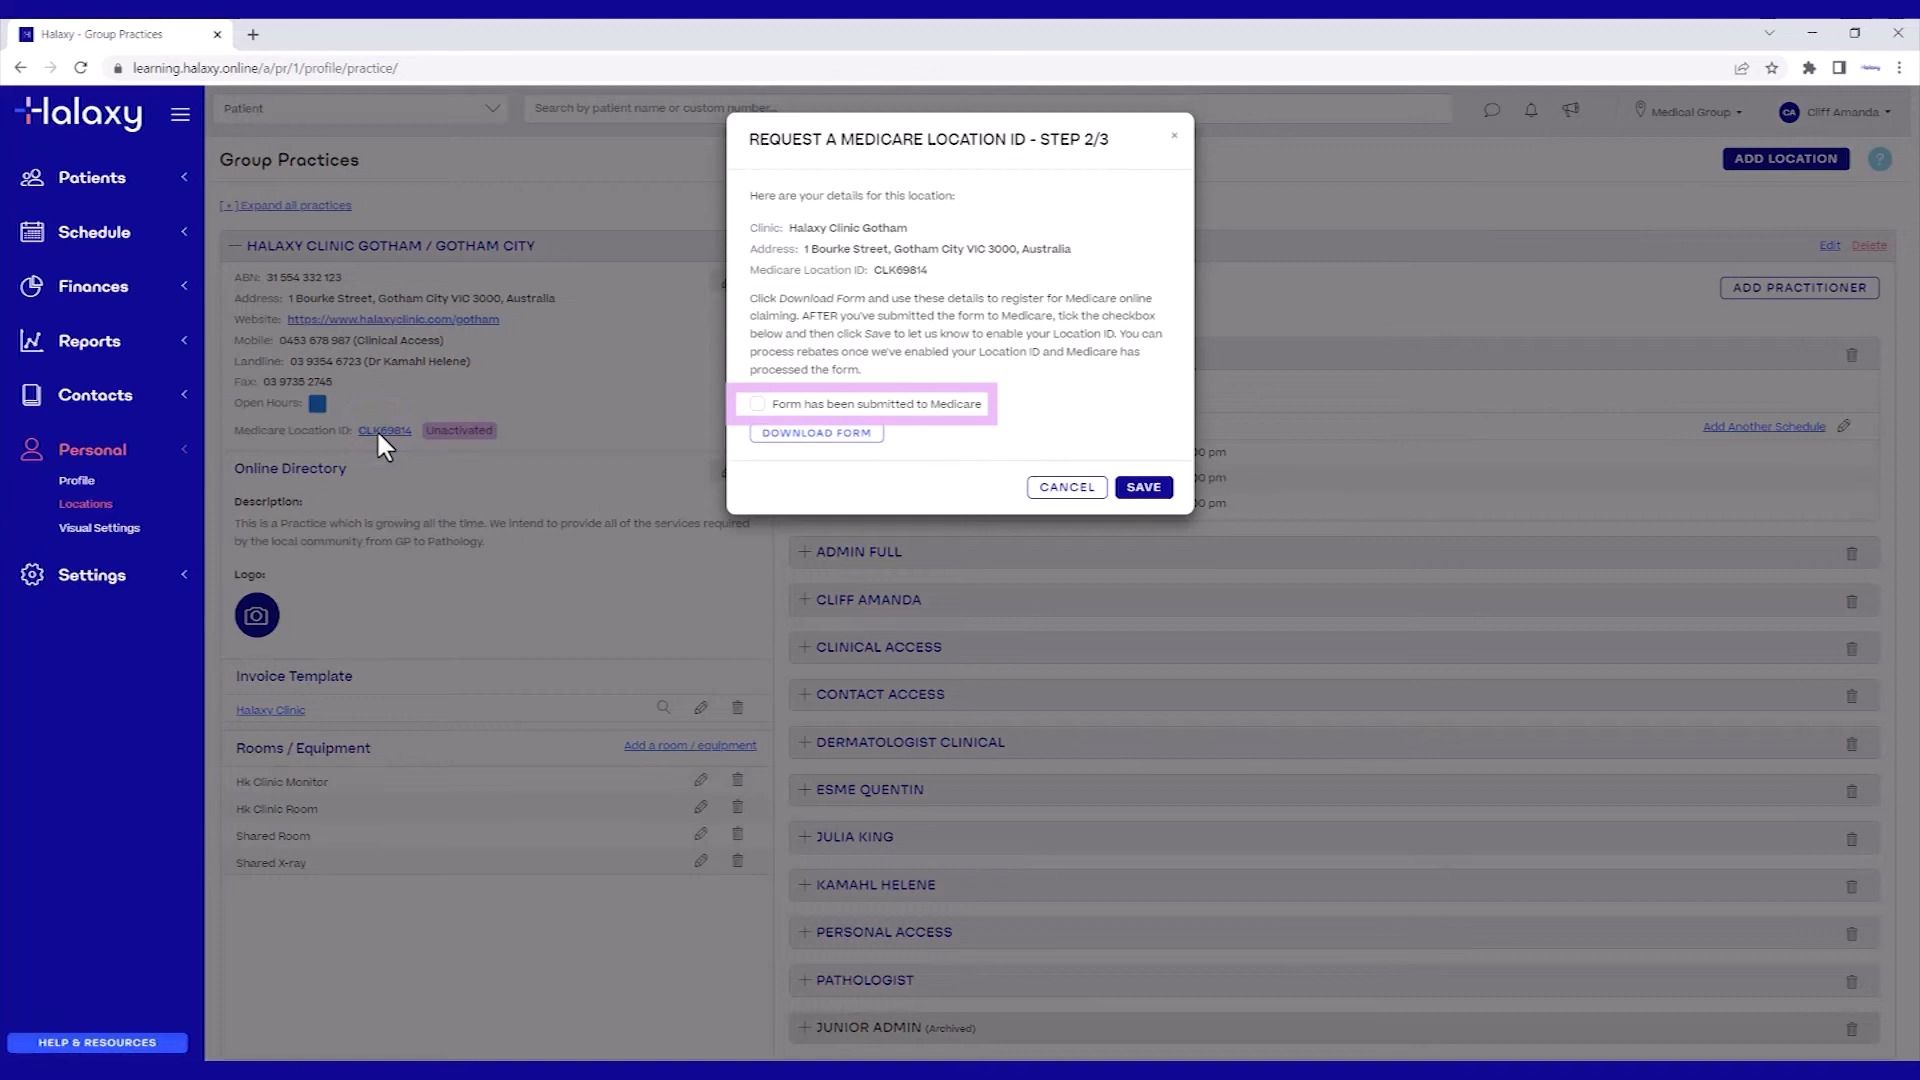 Halaxy - Group Practices
learning.halaxy.online/a/pr/1/profile/practice/
Halaxy
Patient
Search by patient name or custom number...
Medical Group
CA
Cliff Amanda
Patients
Schedule
Finances
Reports
Contacts
Personal
Profile
Locations
Visual Settings
Settings
HELP & RESOURCES
Group Practices
ADD LOCATION
?
[+] Expand all practices
HALAXY CLINIC GOTHAM / GOTHAM CITY
Edit Delete
ABN: 31 554 332 123
Address: 1 Bourke Street, Gotham City VIC 3000, Australia
Website: https://www.halaxyclinic.com/gotham
Mobile: 0453 678 987 (Clinical Access)
Landline: 03 9354 6723 (Dr Kamahl Helene)
Fax: 03 9735 2745
Open Hours:
Medicare Location ID: CLK69814 Unactivated
Online Directory
Description:
This is a Practice which is growing all the time. We intend to provide all of the services required
by the local community from GP to Pathology.
Logo:
Invoice Template
Halaxy Clinic
Rooms / Equipment
Add a room / equipment
Hk Clinic Monitor
Hk Clinic Room
Shared Room
Shared X-ray
REQUEST A MEDICARE LOCATION ID - STEP 2/3
Here are your details for this location:
Clinic: Halaxy Clinic Gotham
Address: 1 Bourke Street, Gotham City VIC 3000, Australia
Medicare Location ID: CLK69814
Click Download Form and use these details to register for Medicare online
claiming. AFTER you've submitted the form to Medicare, tick the checkbox
below and then click Save to let us know to enable your Location ID. You can
process rebates once we've enabled your Location ID and Medicare has
processed the form.
Form has been submitted to Medicare
DOWNLOAD FORM
CANCEL
SAVE
ADD PRACTITIONER
Add Another Schedule
pm
pm
pm
ADMIN FULL
CLIFF AMANDA
CLINICAL ACCESS
CONTACT ACCESS
DERMATOLOGIST CLINICAL
ESME QUENTIN
JULIA KING
KAMAHL HELENE
PERSONAL ACCESS
PATHOLOGIST
JUNIOR ADMIN (Archived)